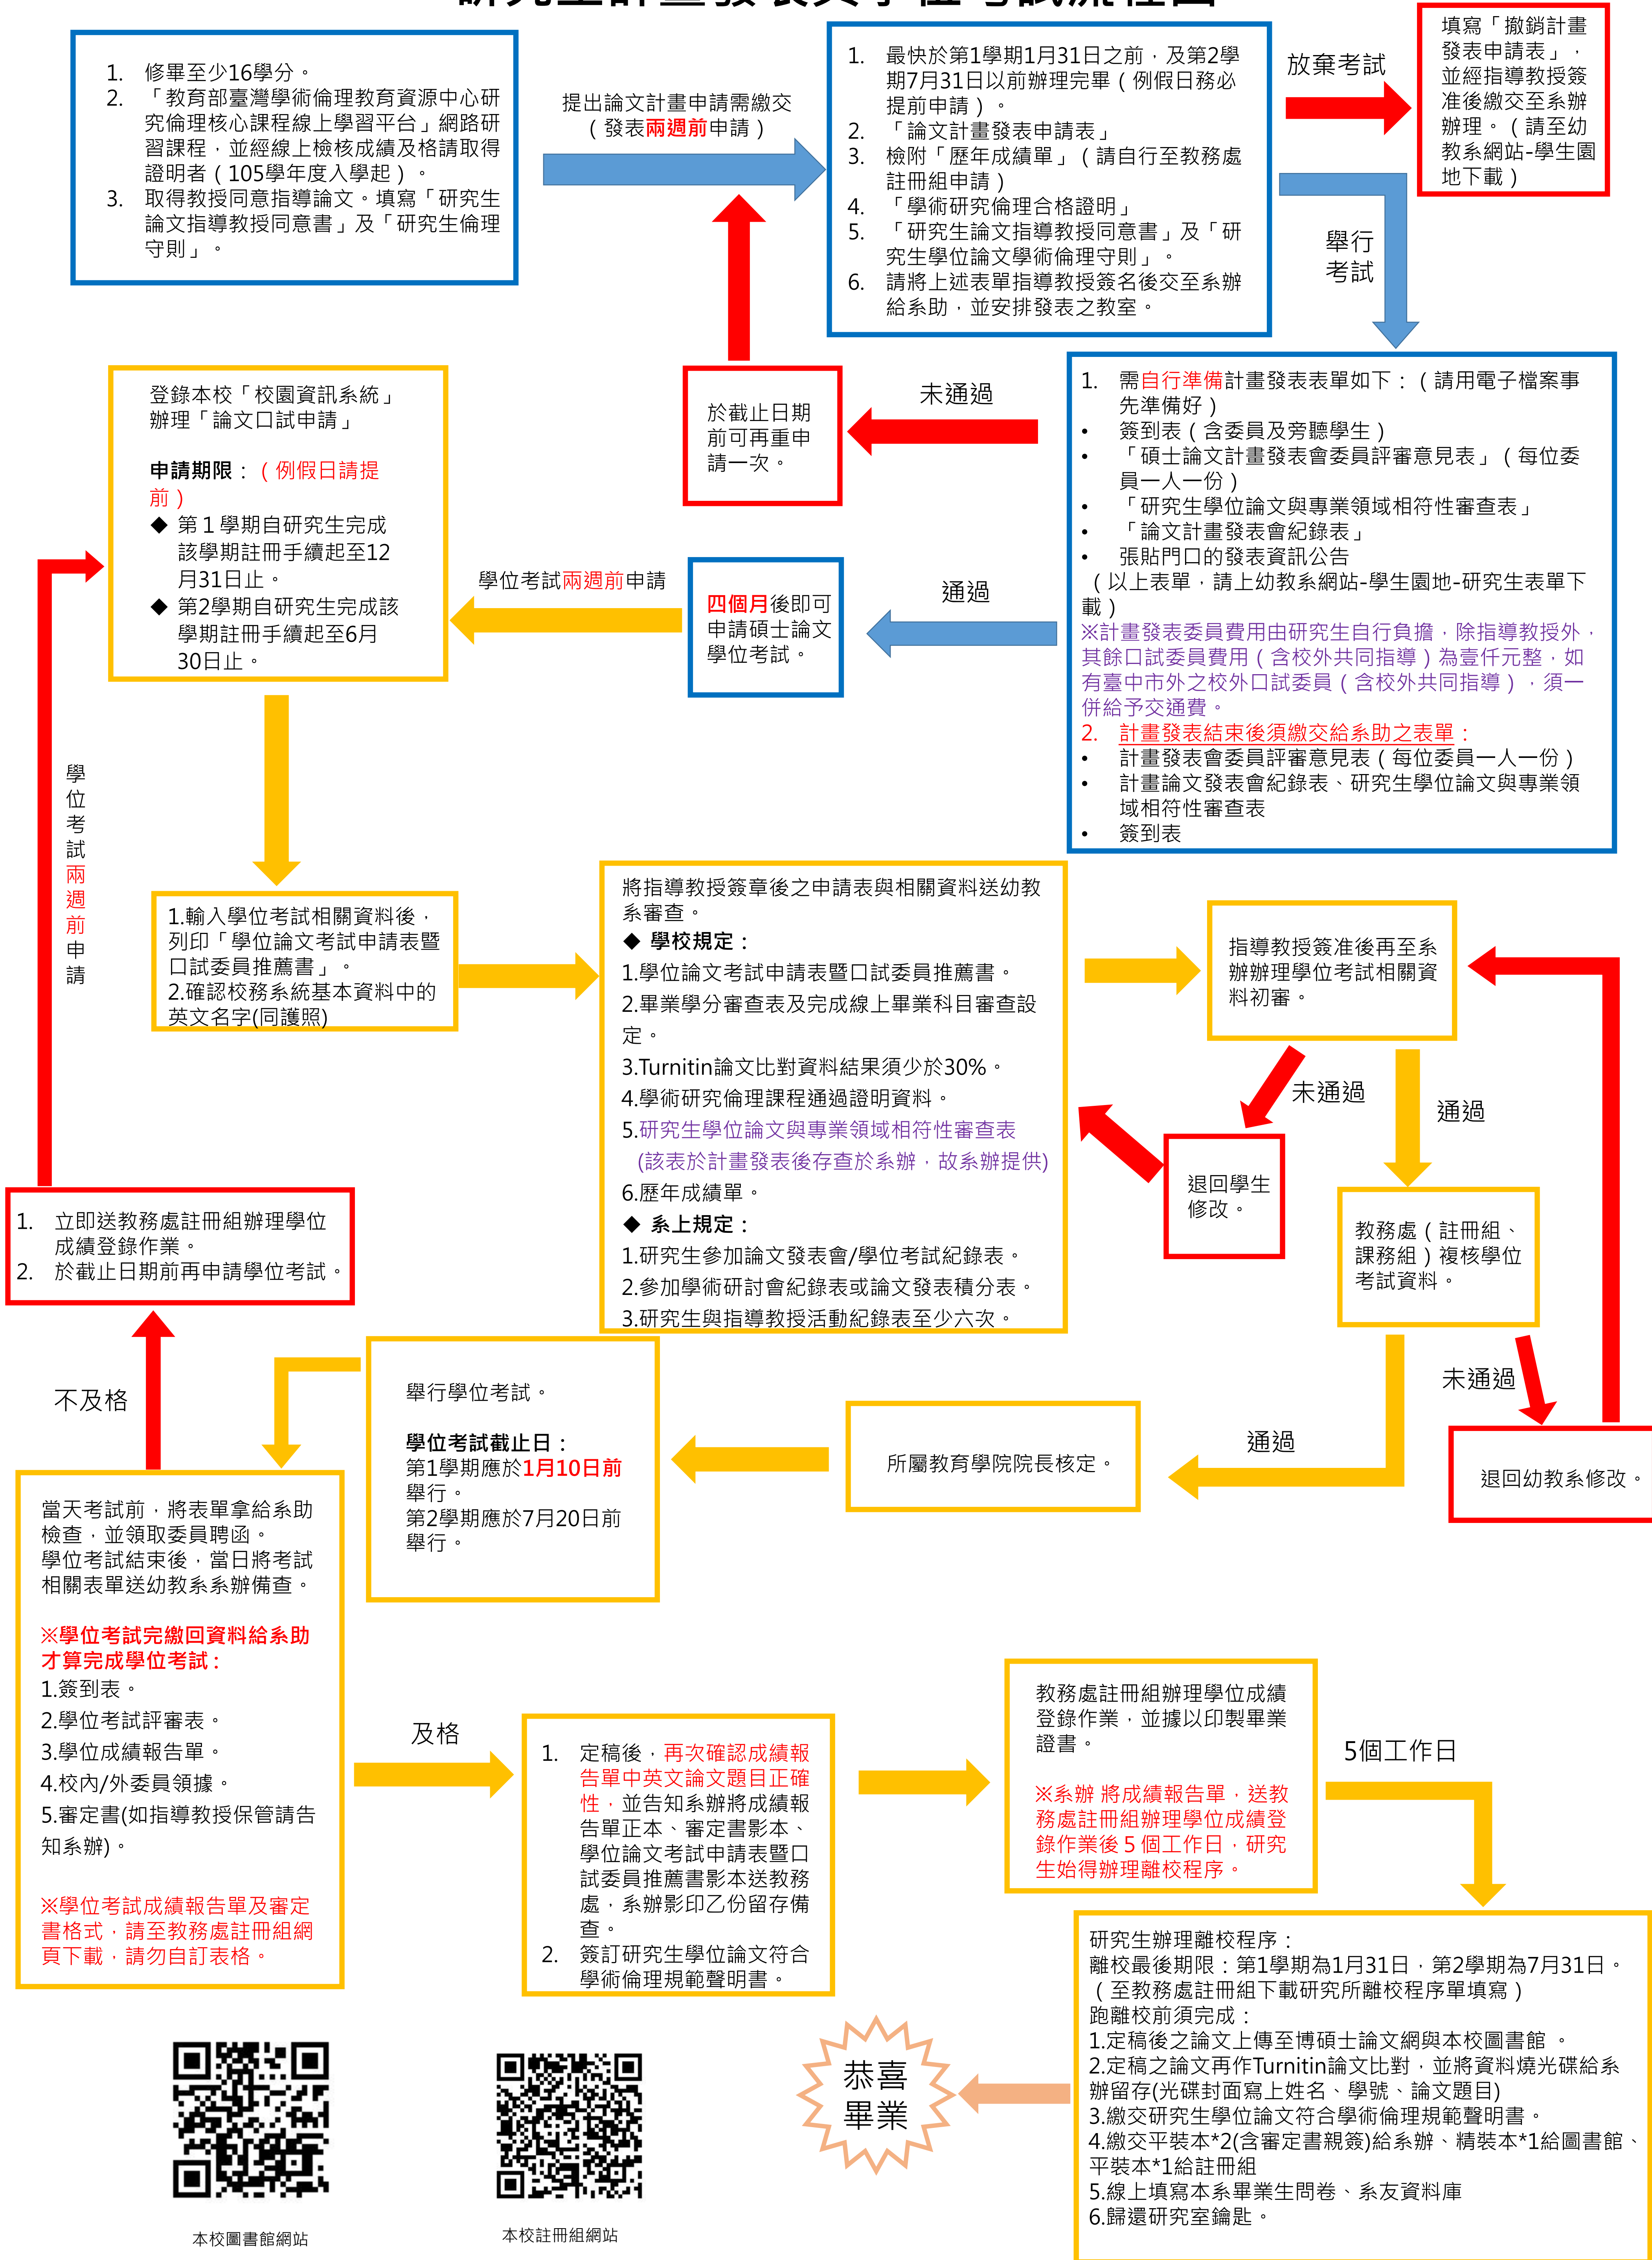 研究生計畫發表與學位考試流程圖
1. 修畢至少16學分。
2. 「教育部臺灣學術倫理教育資源中心研
究倫理核心課程線上學習平台」網路研
習課程，並經線上檢核成績及格請取得
證明者（105學年度入學起）。
3. 取得教授同意指導論文。填寫「研究生
論文指導教授同意書」及「研究生倫理
守則」。
提出論文計畫申請需繳交
（發表兩週前申請）
1. 最快於第1學期1月31日之前，及第2學
期7月31日以前辦理完畢（例假日務必
提前申請）。
2. 「論文計畫發表申請表」
3. 檢附「歷年成績單」（請自行至教務處
註冊組申請）
4. 「學術研究倫理合格證明」
5. 「研究生論文指導教授同意書」及「研
究生學位論文學術倫理守則」。
6. 請將上述表單指導教授簽名後交至系辦
給系助，並安排發表之教室。
放棄考試
填寫「撤銷計畫
發表申請表」，
並經指導教授簽
准後繳交至系辦
辦理。（請至幼
教系網站-學生園
地下載）
舉行
考試
1. 需自行準備計畫發表表單如下：（請用電子檔案事
先準備好）
• 簽到表（含委員及旁聽學生）
• 「碩士論文計畫發表會委員評審意見表」（每位委
員一人一份）
• 「研究生學位論文與專業領域相符性審查表」
• 「論文計畫發表會紀錄表」
• 張貼門口的發表資訊公告
（以上表單，請上幼教系網站-學生園地-研究生表單下
載）
※計畫發表委員費用由研究生自行負擔，除指導教授外，
其餘口試委員費用（含校外共同指導）為壹仟元整，如
有臺中市外之校外口試委員（含校外共同指導），須一
併給予交通費。
2. 計畫發表結束後須繳交給系助之表單：
• 計畫發表會委員評審意見表（每位委員一人一份）
• 計畫論文發表會紀錄表、研究生學位論文與專業領
域相符性審查表
• 簽到表
未通過
於截止日期
前可再重申
請一次。
通過
四個月後即可
申請碩士論文
學位考試。
學位考試兩週前申請
登錄本校「校園資訊系統」
辦理「論文口試申請」
申請期限：（例假日請提
前）
◆ 第１學期自研究生完成
該學期註冊手續起至12
月31日止。
◆ 第2學期自研究生完成該
學期註冊手續起至6月
30日止。
學位考試兩週前申請
1.輸入學位考試相關資料後，
列印「學位論文考試申請表暨
口試委員推薦書」。
2.確認校務系統基本資料中的
英文名字(同護照)
將指導教授簽章後之申請表與相關資料送幼教
系審查。
◆ 學校規定：
1.學位論文考試申請表暨口試委員推薦書。
2.畢業學分審查表及完成線上畢業科目審查設
定。
3.Turnitin論文比對資料結果須少於30%。
4.學術研究倫理課程通過證明資料。
5.研究生學位論文與專業領域相符性審查表
(該表於計畫發表後存查於系辦，故系辦提供)
6.歷年成績單。
◆ 系上規定：
1.研究生參加論文發表會/學位考試紀錄表。
2.參加學術研討會紀錄表或論文發表積分表。
3.研究生與指導教授活動紀錄表至少六次。
指導教授簽准後再至系
辦辦理學位考試相關資
料初審。
未通過
通過
退回學生
修改。
教務處（註冊組、
課務組）複核學位
考試資料。
未通過
通過
退回幼教系修改。
所屬教育學院院長核定。
舉行學位考試。
學位考試截止日：
第1學期應於1月10日前
舉行。
第2學期應於7月20日前
舉行。
1. 立即送教務處註冊組辦理學位
成績登錄作業。
2. 於截止日期前再申請學位考試。
不及格
當天考試前，將表單拿給系助
檢查，並領取委員聘函。
學位考試結束後，當日將考試
相關表單送幼教系系辦備查。
※學位考試完繳回資料給系助
才算完成學位考試：
1.簽到表。
2.學位考試評審表。
3.學位成績報告單。
4.校內/外委員領據。
5.審定書(如指導教授保管請告
知系辦)。
※學位考試成績報告單及審定
書格式，請至教務處註冊組網
頁下載，請勿自訂表格。
及格
1. 定稿後，再次確認成績報
告單中英文論文題目正確
性，並告知系辦將成績報
告單正本、審定書影本、
學位論文考試申請表暨口
試委員推薦書影本送教務
處，系辦影印乙份留存備
查。
2. 簽訂研究生學位論文符合
學術倫理規範聲明書。
教務處註冊組辦理學位成績
登錄作業，並據以印製畢業
證書。
※系辦 將成績報告單，送教
務處註冊組辦理學位成績登
錄作業後５個工作日，研究
生始得辦理離校程序。
5個工作日
研究生辦理離校程序：
離校最後期限：第1學期為1月31日，第2學期為7月31日。
（至教務處註冊組下載研究所離校程序單填寫）
跑離校前須完成：
1.定稿後之論文上傳至博碩士論文網與本校圖書館 。
2.定稿之論文再作Turnitin論文比對，並將資料燒光碟給系
辦留存(光碟封面寫上姓名、學號、論文題目)
3.繳交研究生學位論文符合學術倫理規範聲明書。
4.繳交平裝本*2(含審定書親簽)給系辦、精裝本*1給圖書館、
平裝本*1給註冊組
5.線上填寫本系畢業生問卷、系友資料庫
6.歸還研究室鑰匙。
恭喜
畢業
本校圖書館網站
本校註冊組網站